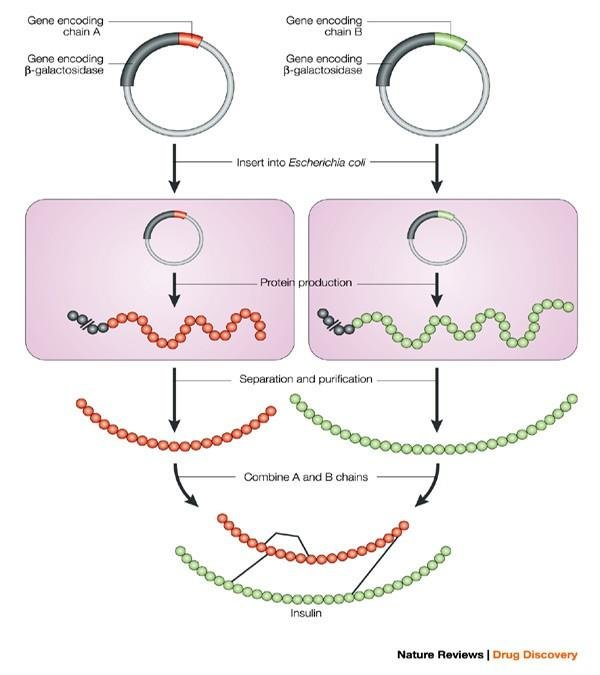 Gene encoding
chain A
Gene encoding
β-galactosidase
Gene encoding
chain B
Gene encoding
β-galactosidase
Insert into Escherichia coli
Protein production
Separation and purification
Combine A and B chains
Insulin
Nature Reviews | Drug Discovery